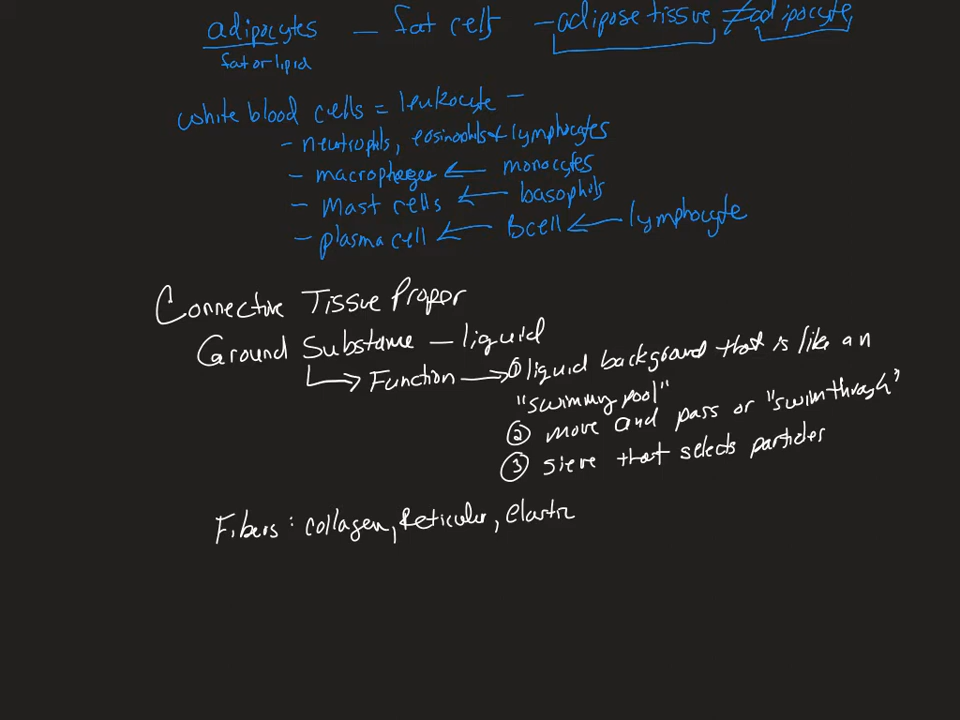 adipocytes — fat cells — adipose tissue ≠ adipocyte
fat or lipid
white blood cells = leukocyte —
- neutrophils, eosinophils & lymphocytes
- macrophages ← monocytes
- Mast cells ← basophils
- plasma cell ← B cell ← lymphocyte
Connective Tissue Proper
Ground Substance — liquid
↳ Function → ① liquid background that is like an
"swimming pool"
② move and pass or "swim through"
③ sieve that selects particles
Fibers : collagen, Reticular, elastic